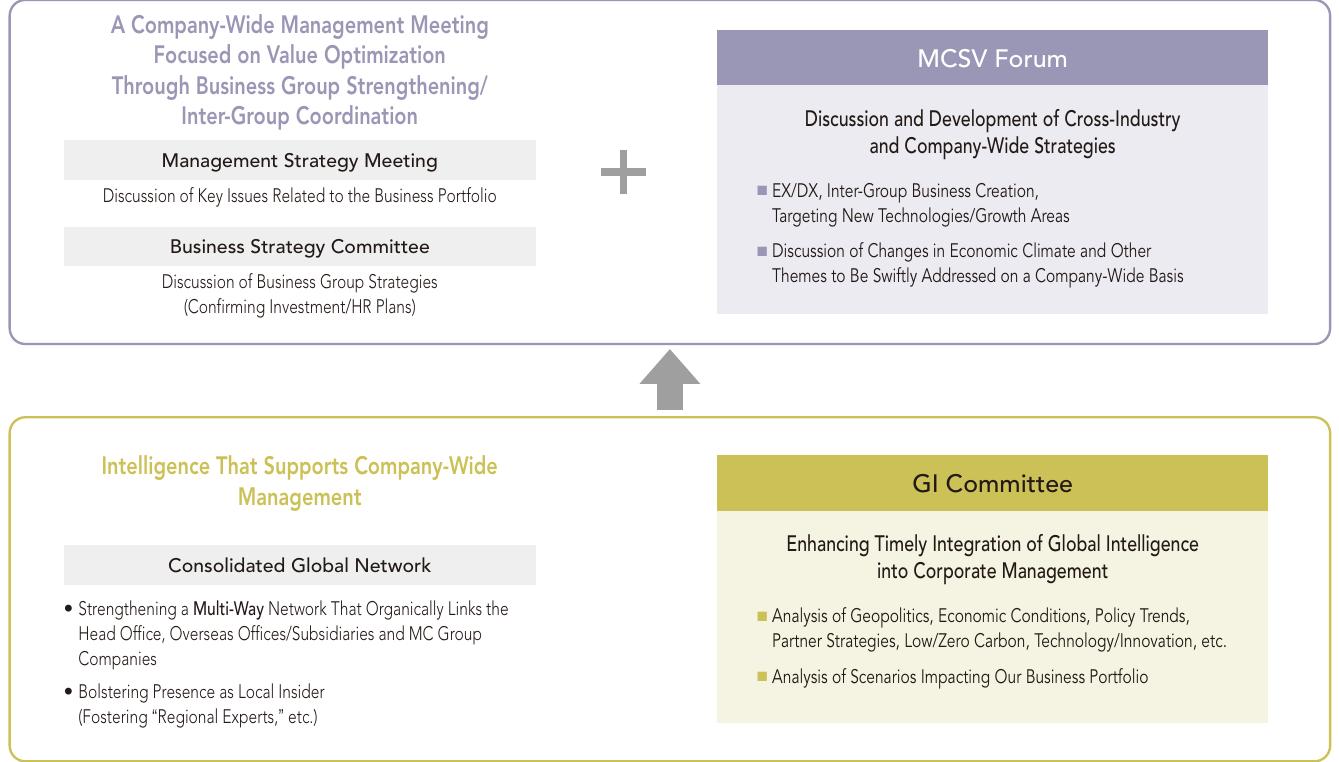 A Company-Wide Management Meeting
Focused on Value Optimization
Through Business Group Strengthening/
Inter-Group Coordination
Management Strategy Meeting
Discussion of Key Issues Related to the Business Portfolio
Business Strategy Committee
Discussion of Business Group Strategies
(Confirming Investment/HR Plans)
MCSV Forum
Discussion and Development of Cross-Industry
and Company-Wide Strategies
■ EX/DX, Inter-Group Business Creation,
Targeting New Technologies/Growth Areas
■ Discussion of Changes in Economic Climate and Other
Themes to Be Swiftly Addressed on a Company-Wide Basis
Intelligence That Supports Company-Wide
Management
Consolidated Global Network
• Strengthening a Multi-Way Network That Organically Links the
Head Office, Overseas Offices/Subsidiaries and MC Group
Companies
• Bolstering Presence as Local Insider
(Fostering “Regional Experts,” etc.)
GI Committee
Enhancing Timely Integration of Global Intelligence
into Corporate Management
■ Analysis of Geopolitics, Economic Conditions, Policy Trends,
Partner Strategies, Low/Zero Carbon, Technology/Innovation, etc.
■ Analysis of Scenarios Impacting Our Business Portfolio